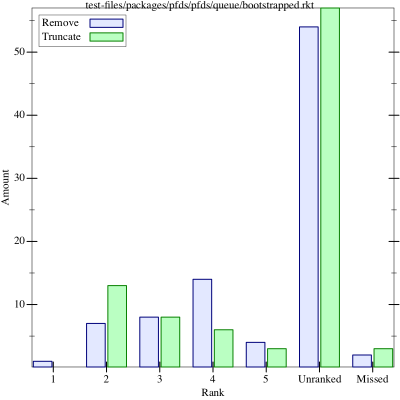 test-files/packages/pfds/pfds/queue/bootstrapped.rkt
Remove
Truncate
50
40
30
20
10
Amount
1 2 3 4 5 Unranked Missed
Rank